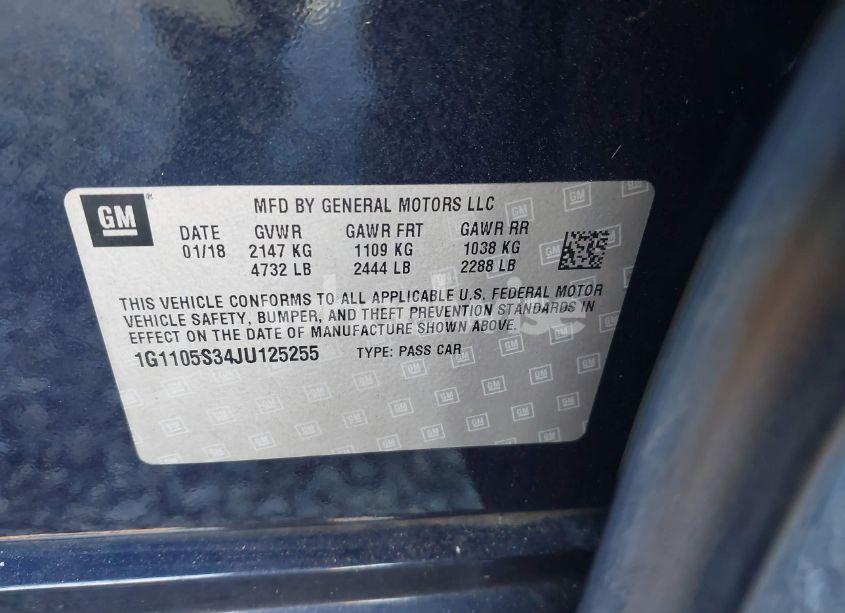 GM
MFD BY GENERAL MOTORS LLC
DATE GVWR GAWR FRT GAWR RR
01/18 2147 KG 1109 KG 1038 KG
4732 LB 2444 LB 2288 LB
THIS VEHICLE CONFORMS TO ALL APPLICABLE U.S. FEDERAL MOTOR
VEHICLE SAFETY, BUMPER, AND THEFT PREVENTION STANDARDS IN
EFFECT ON THE DATE OF MANUFACTURE SHOWN ABOVE.
1G1105S34JU125255 TYPE: PASS CAR